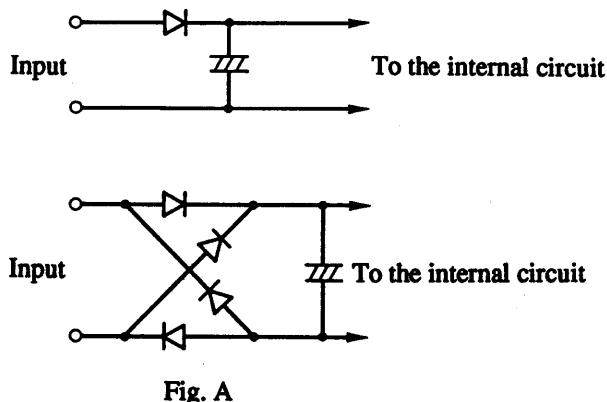 Input
To the internal circuit
Input
To the internal circuit
Fig. A